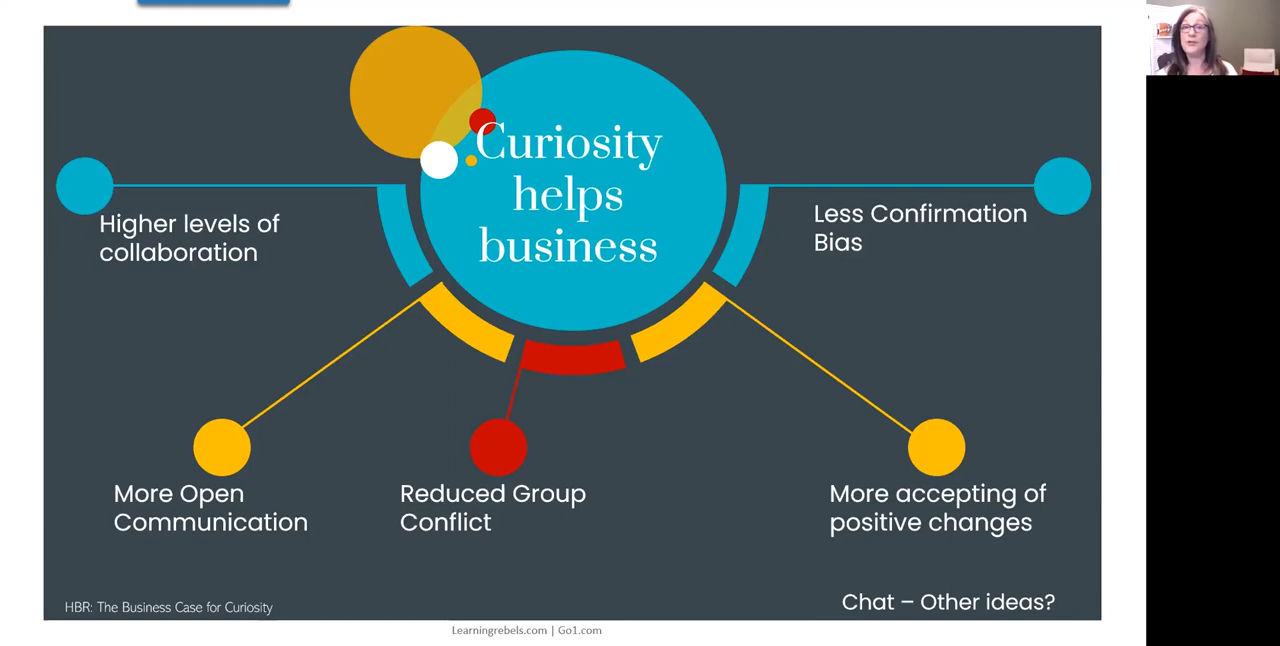 Curiosity
helps
business
Higher levels of
collaboration
Less Confirmation
Bias
More Open
Communication
Reduced Group
Conflict
More accepting of
positive changes
HBR: The Business Case for Curiosity
Chat – Other ideas?
Learningrebels.com | Go1.com